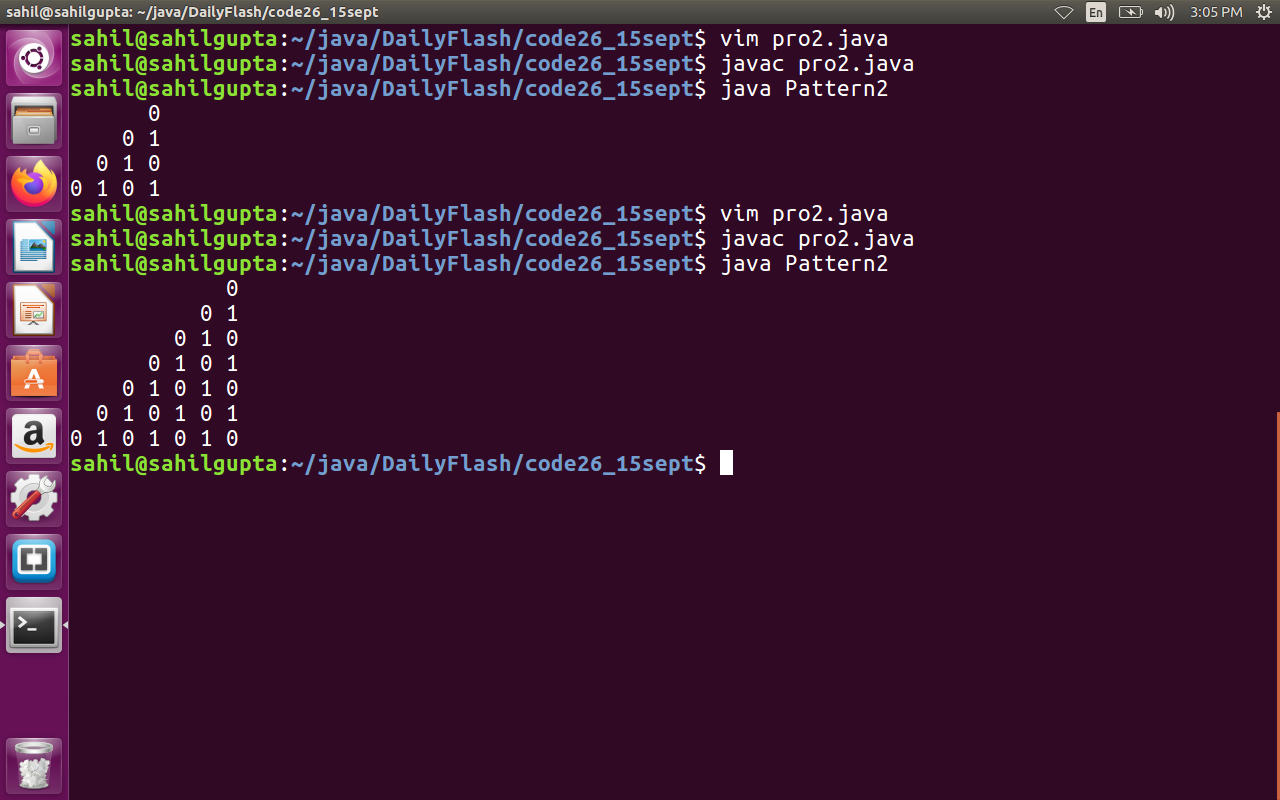 sahil@sahilgupta: ~/java/DailyFlash/code26_15sept En 3:05 PM
sahil@sahilgupta:~/java/DailyFlash/code26_15sept$ vim pro2.java
sahil@sahilgupta:~/java/DailyFlash/code26_15sept$ javac pro2.java
sahil@sahilgupta:~/java/DailyFlash/code26_15sept$ java Pattern2
      0
    0 1
  0 1 0
0 1 0 1
sahil@sahilgupta:~/java/DailyFlash/code26_15sept$ vim pro2.java
sahil@sahilgupta:~/java/DailyFlash/code26_15sept$ javac pro2.java
sahil@sahilgupta:~/java/DailyFlash/code26_15sept$ java Pattern2
            0
          0 1
        0 1 0
      0 1 0 1
    0 1 0 1 0
  0 1 0 1 0 1
0 1 0 1 0 1 0
sahil@sahilgupta:~/java/DailyFlash/code26_15sept$